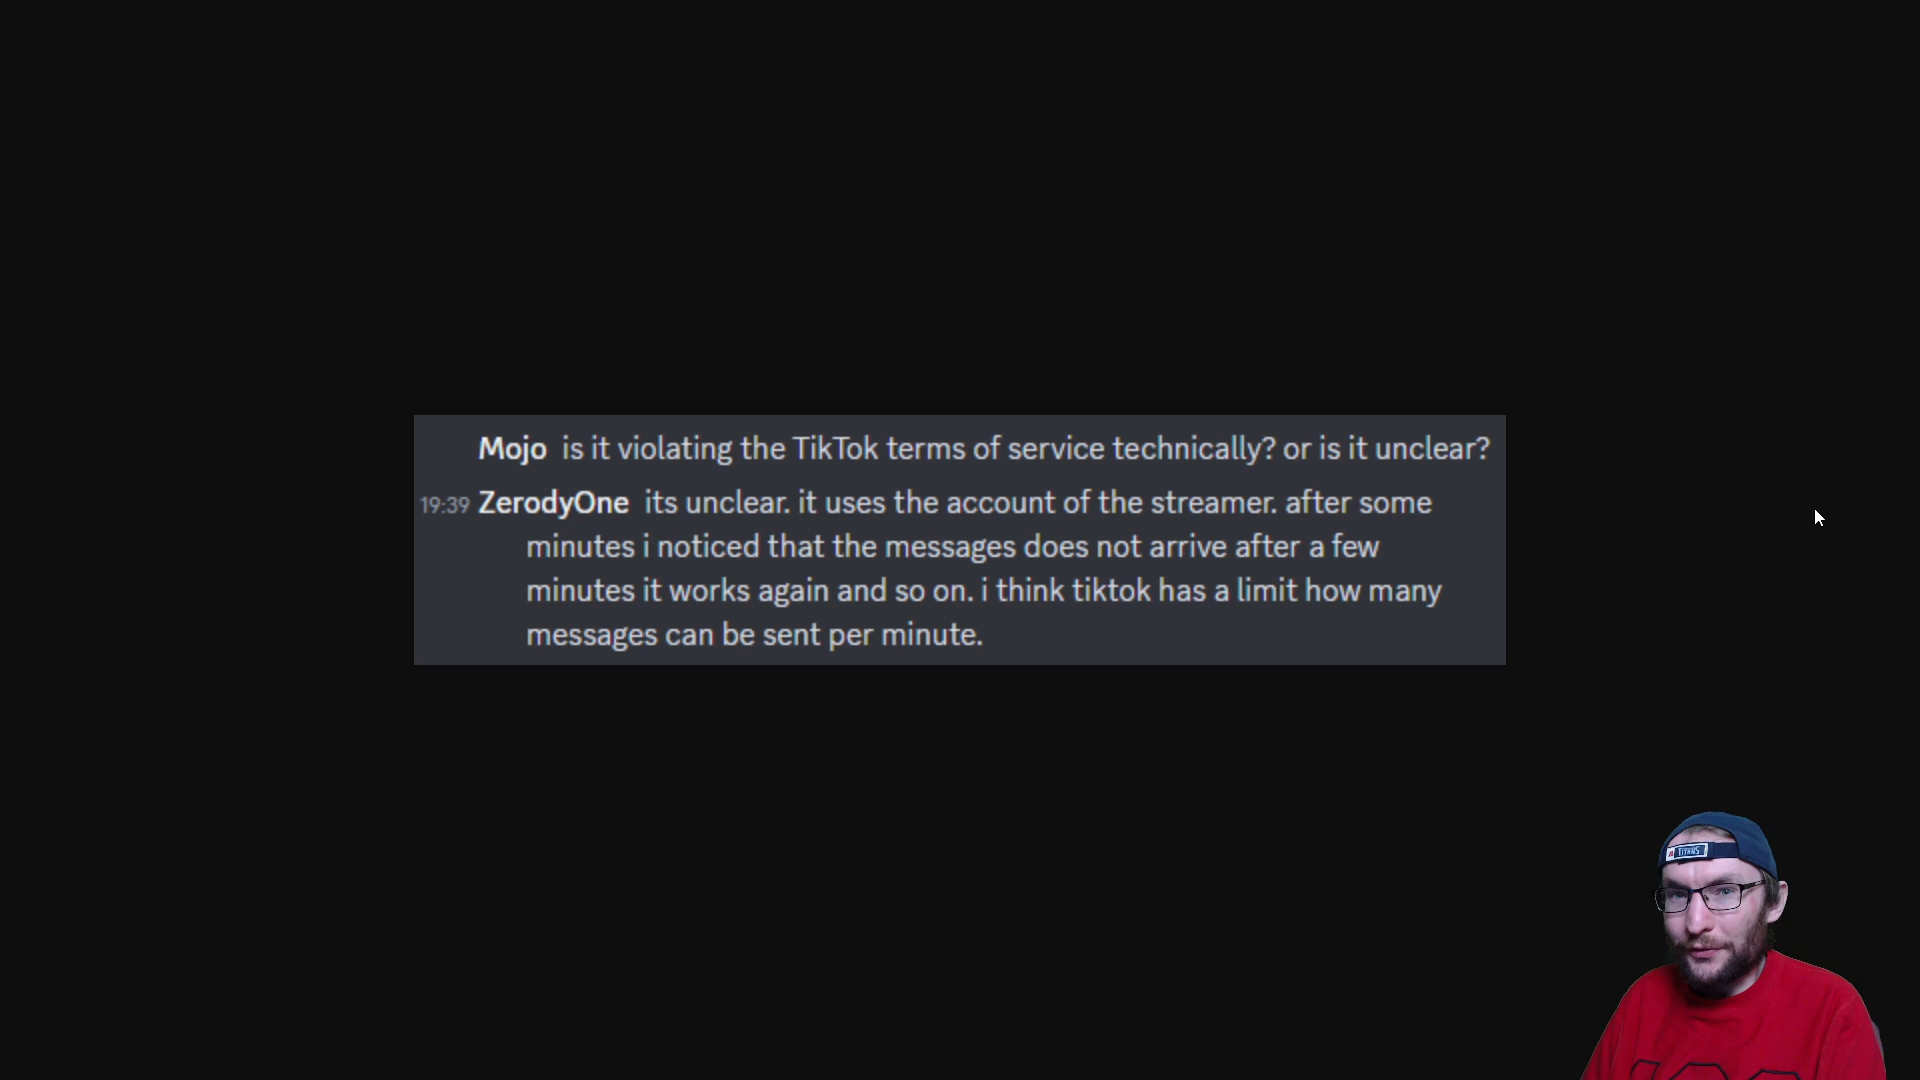 Mojo is it violating the TikTok terms of service technically? or is it unclear?
19:39 ZerodyOne its unclear. it uses the account of the streamer. after some
minutes i noticed that the messages does not arrive after a few
minutes it works again and so on. i think tiktok has a limit how many
messages can be sent per minute.
TITANS